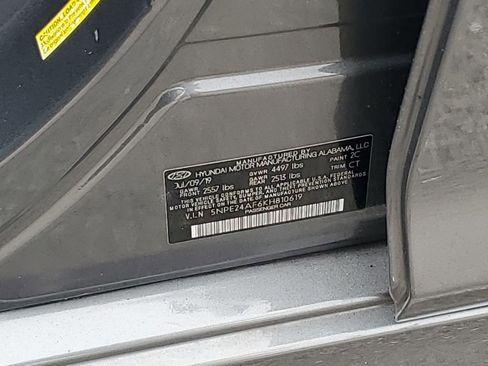 CAUTION, LOAD
MANUFACTURED BY
HYUNDAI MOTOR MANUFACTURING ALABAMA, LLC
Jul/09/19 GVWR 4497 lbs PAINT 2C
GAWR FRONT 2557 lbs GAWR REAR 2513 lbs TRIM CT
THIS VEHICLE CONFORMS TO ALL APPLICABLE U.S. FEDERAL
MOTOR VEHICLE SAFETY, BUMPER, AND THEFT PREVENTION
STANDARDS IN EFFECT ON THE DATE OF MANUFACTURE SHOWN ABOVE.
V.I.N 5NPE24AF6KH810619
PASSENGER CAR